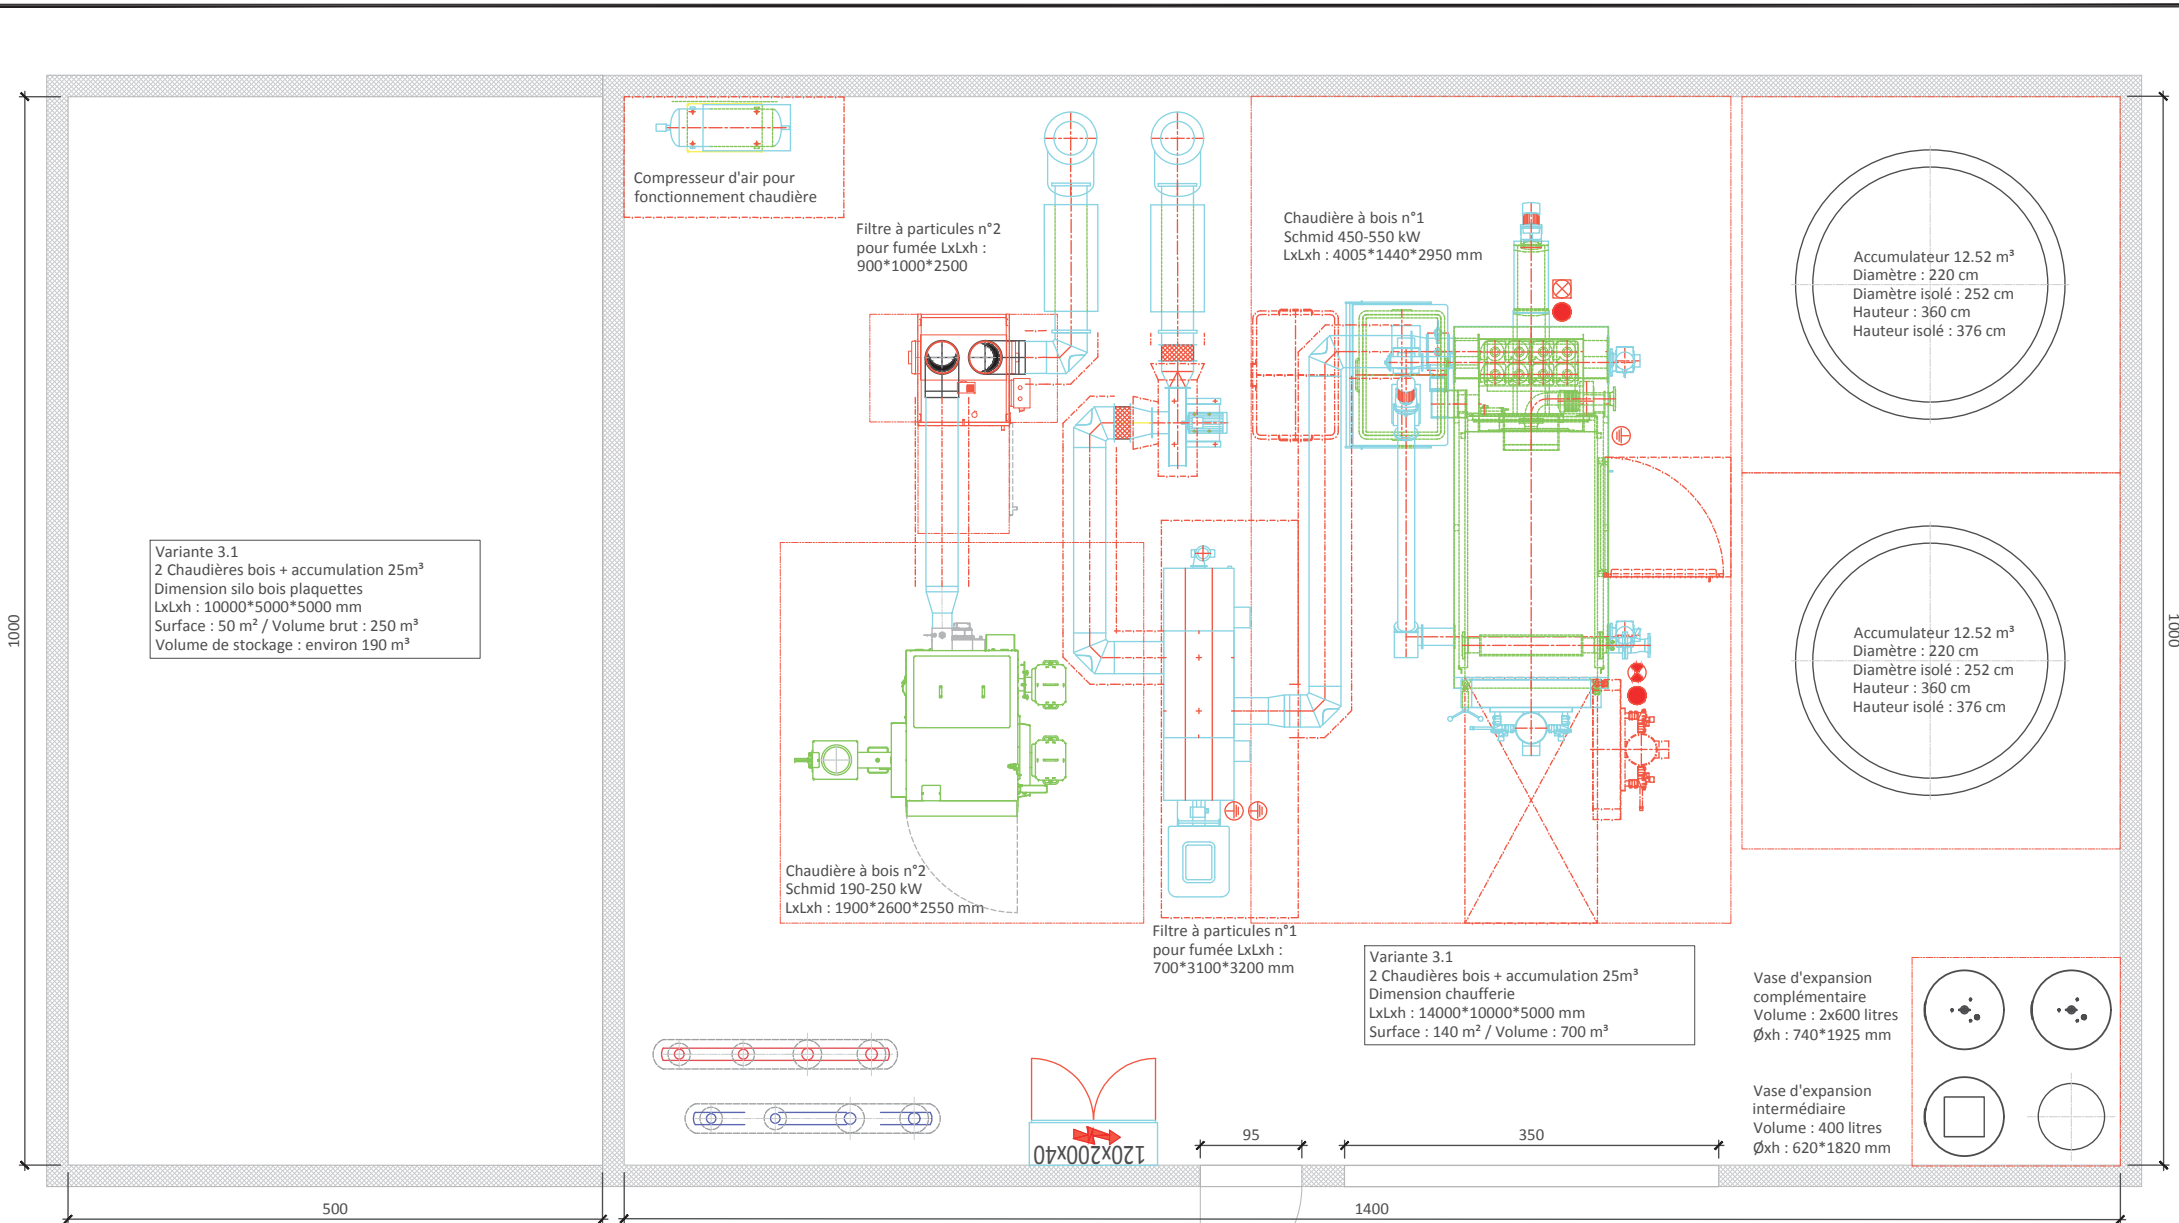 Compresseur d'air pour
fonctionnement chaudière
Filtre à particules n°2
pour fumée LxLxh :
900*1000*2500
Chaudière à bois n°1
Schmid 450-550 kW
LxLxh : 4005*1440*2950 mm
Accumulateur 12.52 m³
Diamètre : 220 cm
Diamètre isolé : 252 cm
Hauteur : 360 cm
Hauteur isolé : 376 cm
Variante 3.1
2 Chaudières bois + accumulation 25m³
Dimension silo bois plaquettes
LxLxh : 10000*5000*5000 mm
Surface : 50 m² / Volume brut : 250 m³
Volume de stockage : environ 190 m³
1000
1000
Accumulateur 12.52 m³
Diamètre : 220 cm
Diamètre isolé : 252 cm
Hauteur : 360 cm
Hauteur isolé : 376 cm
Chaudière à bois n°2
Schmid 190-250 kW
LxLxh : 1900*2600*2550 mm
Filtre à particules n°1
pour fumée LxLxh :
700*3100*3200 mm
Variante 3.1
2 Chaudières bois + accumulation 25m³
Dimension chaufferie
LxLxh : 14000*10000*5000 mm
Surface : 140 m² / Volume : 700 m³
Vase d'expansion
complémentaire
Volume : 2x600 litres
Øxh : 740*1925 mm
Vase d'expansion
intermédiaire
Volume : 400 litres
Øxh : 620*1820 mm
120x200x40
95
350
500
1400